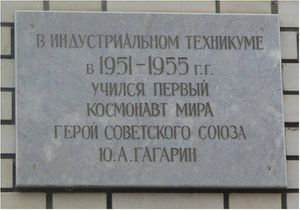 В ИНДУСТРИАЛЬНОМ ТЕХНИКУМЕ
в 1951-1955 г.г.
УЧИЛСЯ ПЕРВЫЙ
КОСМОНАВТ МИРА
ГЕРОЙ СОВЕТСКОГО СОЮЗА
Ю.А.ГАГАРИН